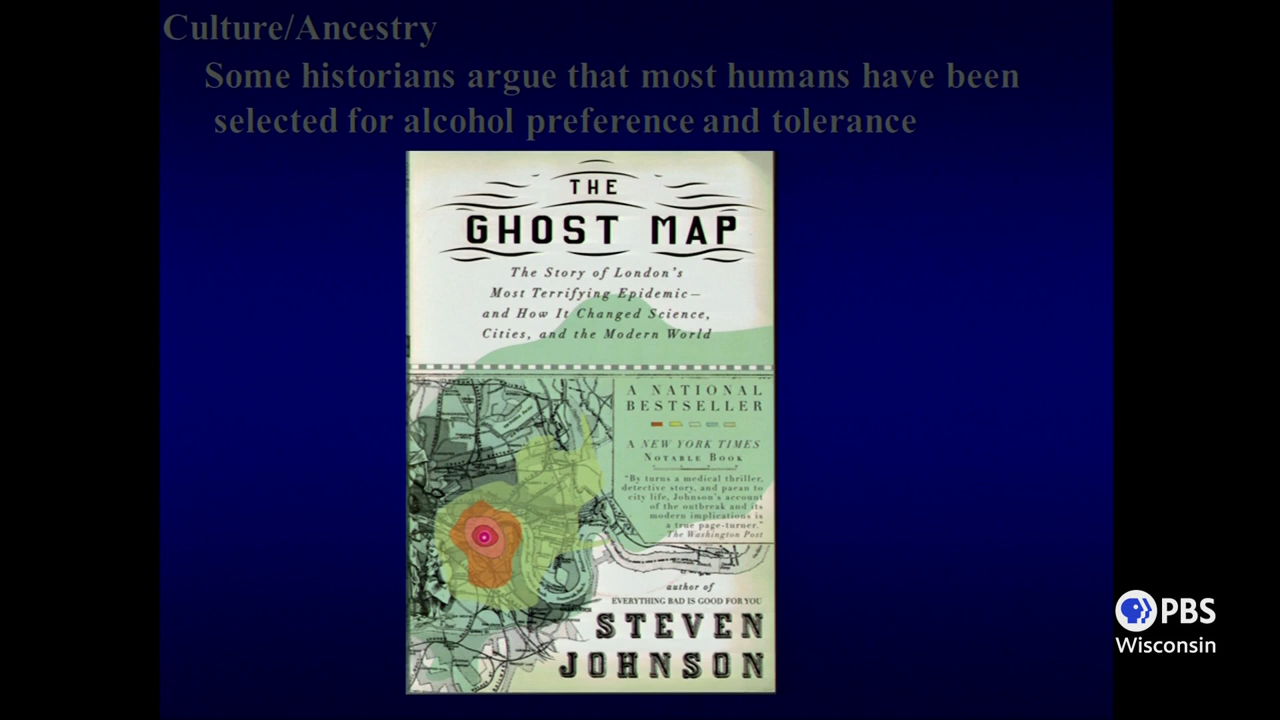 Culture/Ancestry
Some historians argue that most humans have been
selected for alcohol preference and tolerance
THE
GHOST MAP
The Story of London's
Most Terrifying Epidemic—
and How It Changed Science,
Cities, and the Modern World
A NATIONAL
BESTSELLER
A NEW YORK TIMES
NOTABLE BOOK
"By turns a medical thriller,
detective story, and paean to
city life, Johnson's account
of the outbreak and its
modern implications is
a true page-turner."
The Washington Post
author of
EVERYTHING BAD IS GOOD FOR YOU
STEVEN
JOHNSON
PBS
Wisconsin